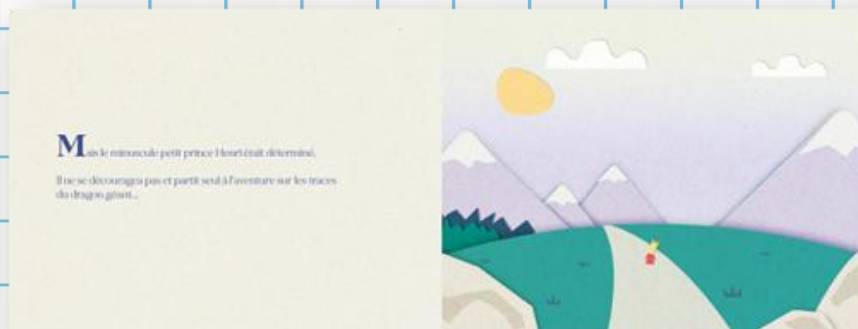 Mais le minuscule petit prince Henri était déterminé.
Il ne se découragea pas et partit seul à l'aventure sur les traces
du dragon géant...